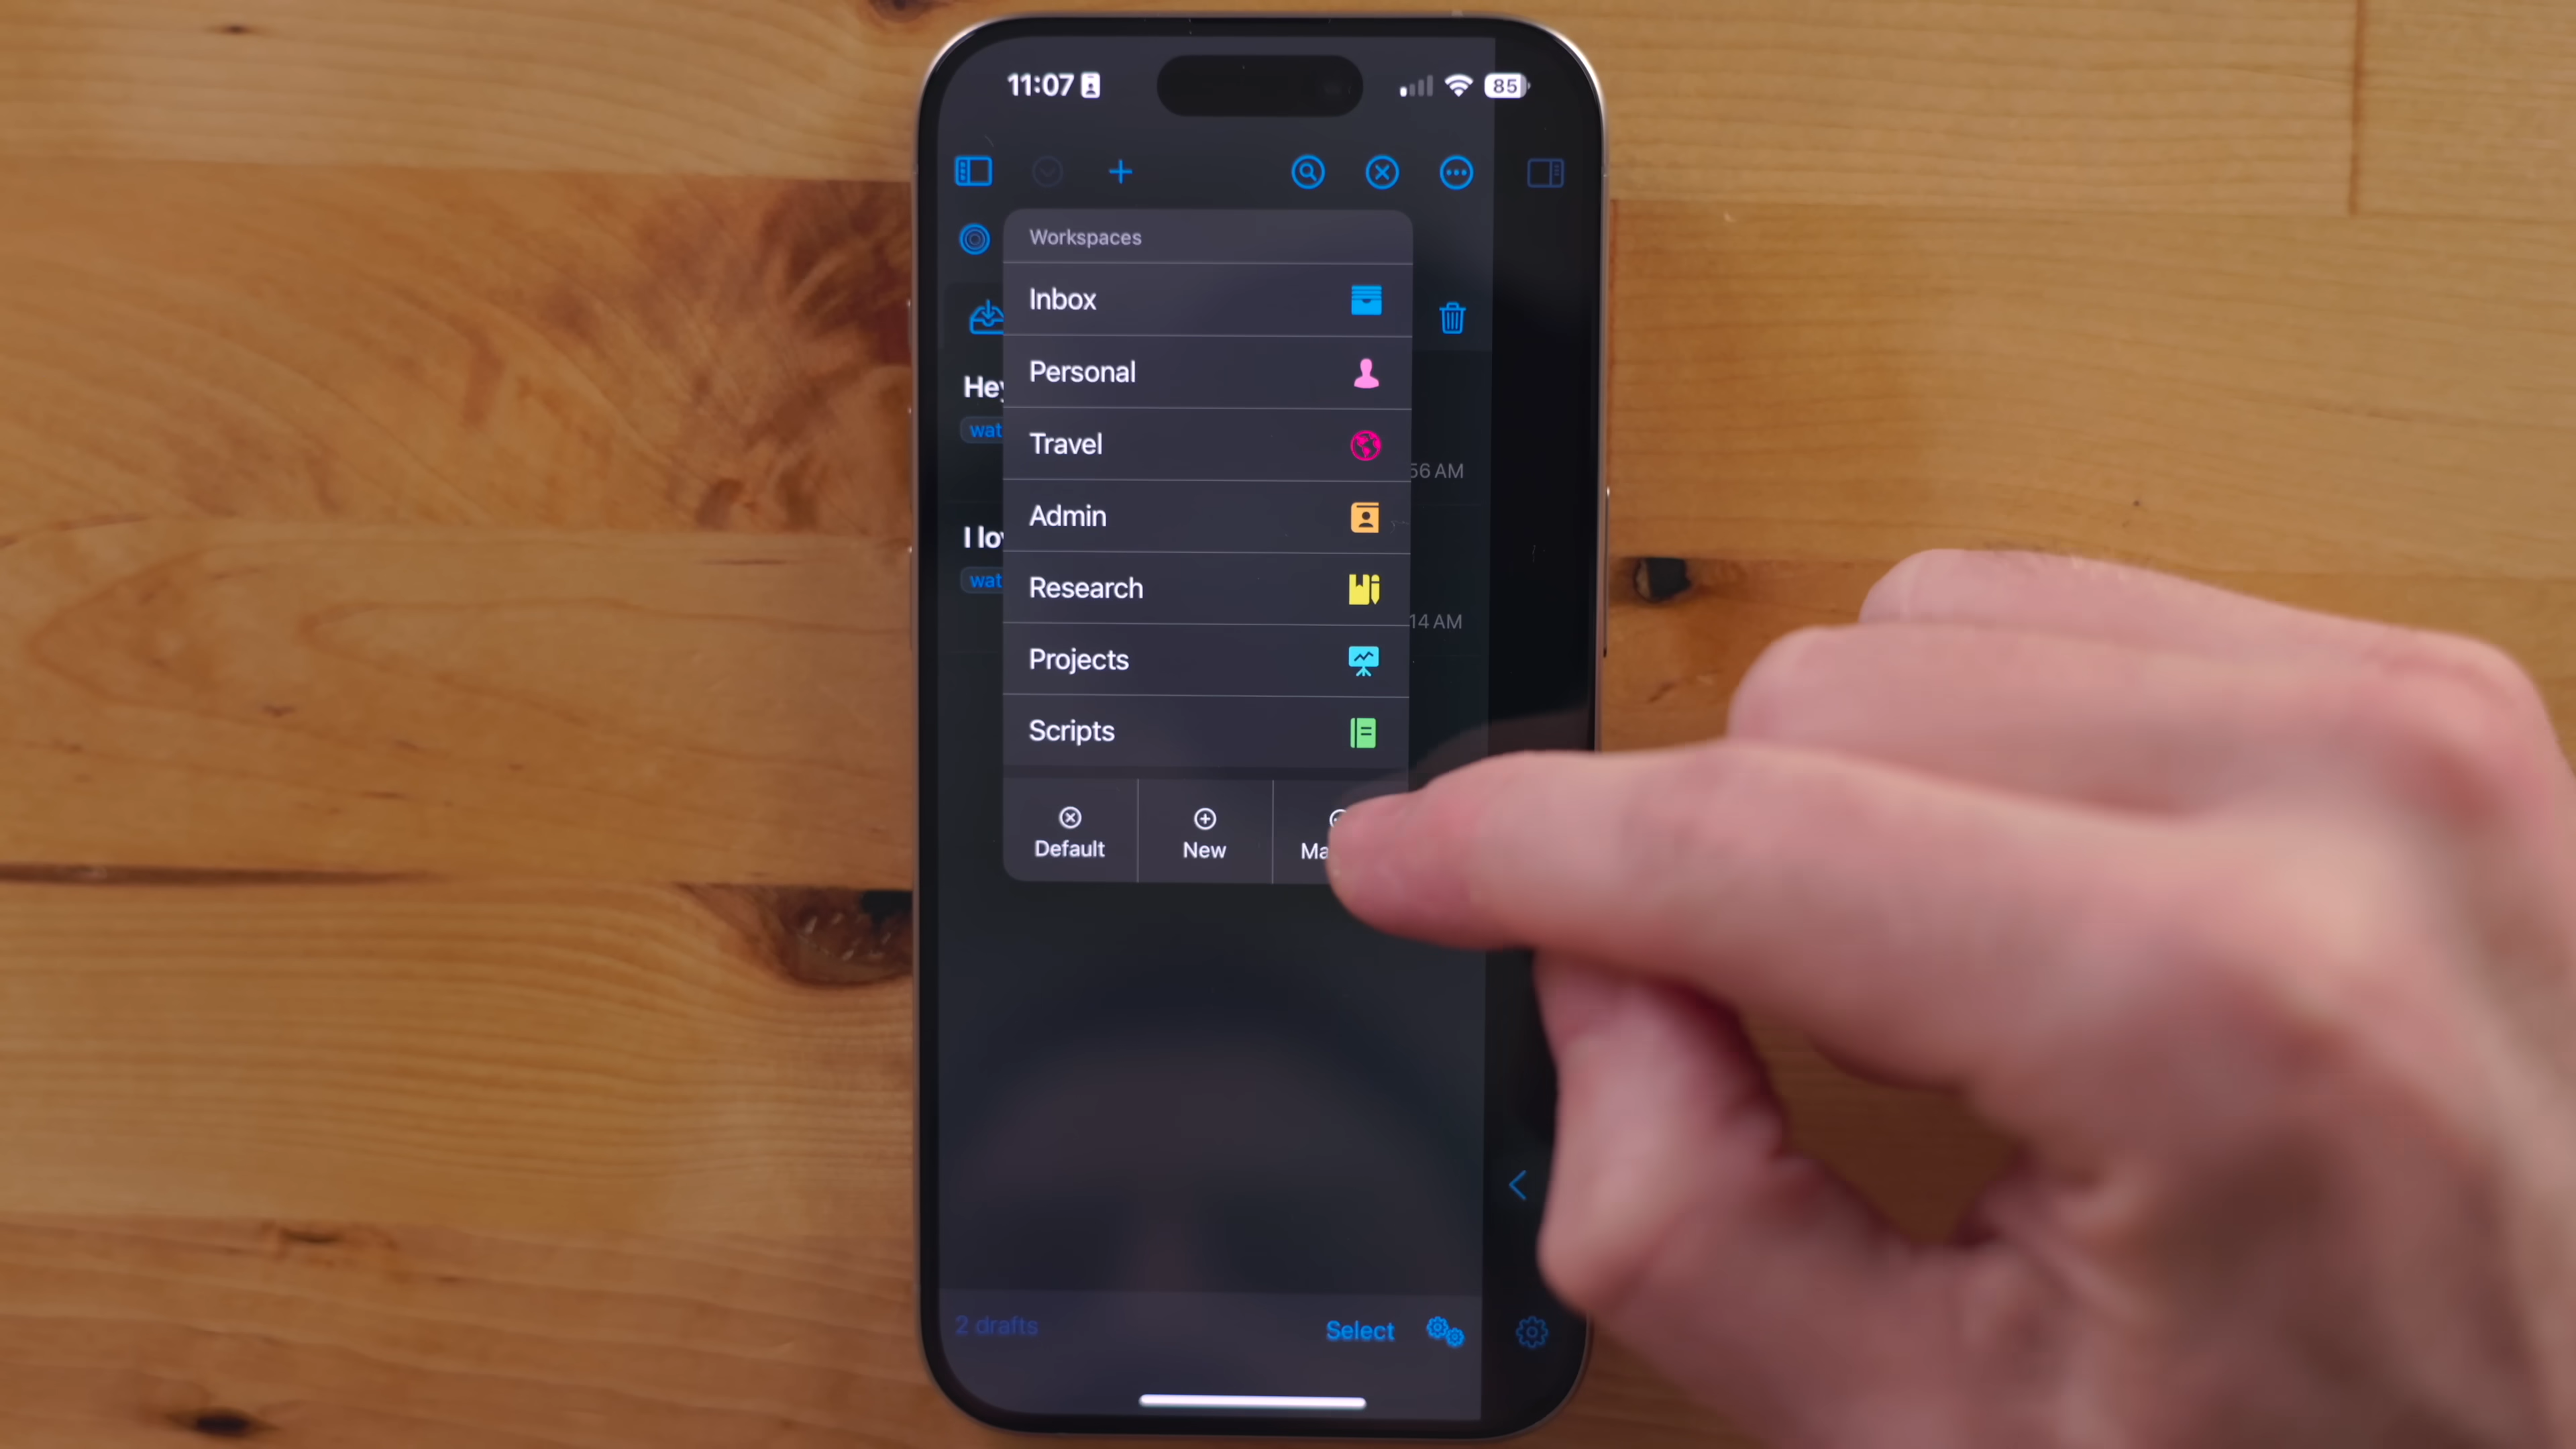 11:07
85
Workspaces
Inbox
Personal
Travel
Admin
Research
Projects
Scripts
Default
New
Hey
wat
56 AM
I lo
wat
14 AM
2 drafts
Select